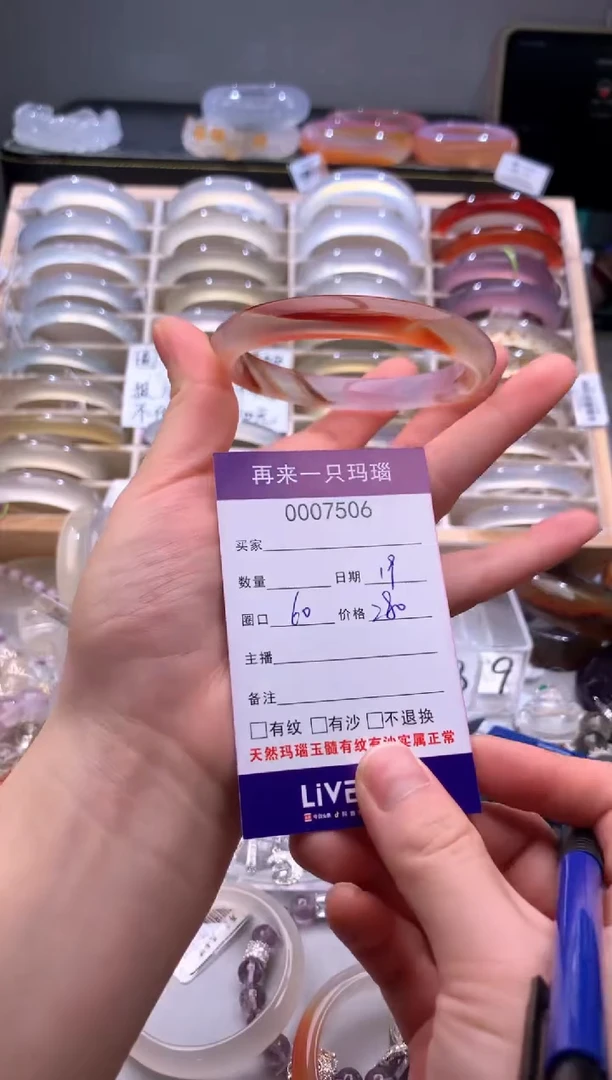 再来一只玛瑙
0007506
买家
数量 日期 19
圈口 60 价格 280
主播
备注
□有纹 □有沙 □不退换
天然玛瑙玉髓有纹有沙实属正常
LiVE
9